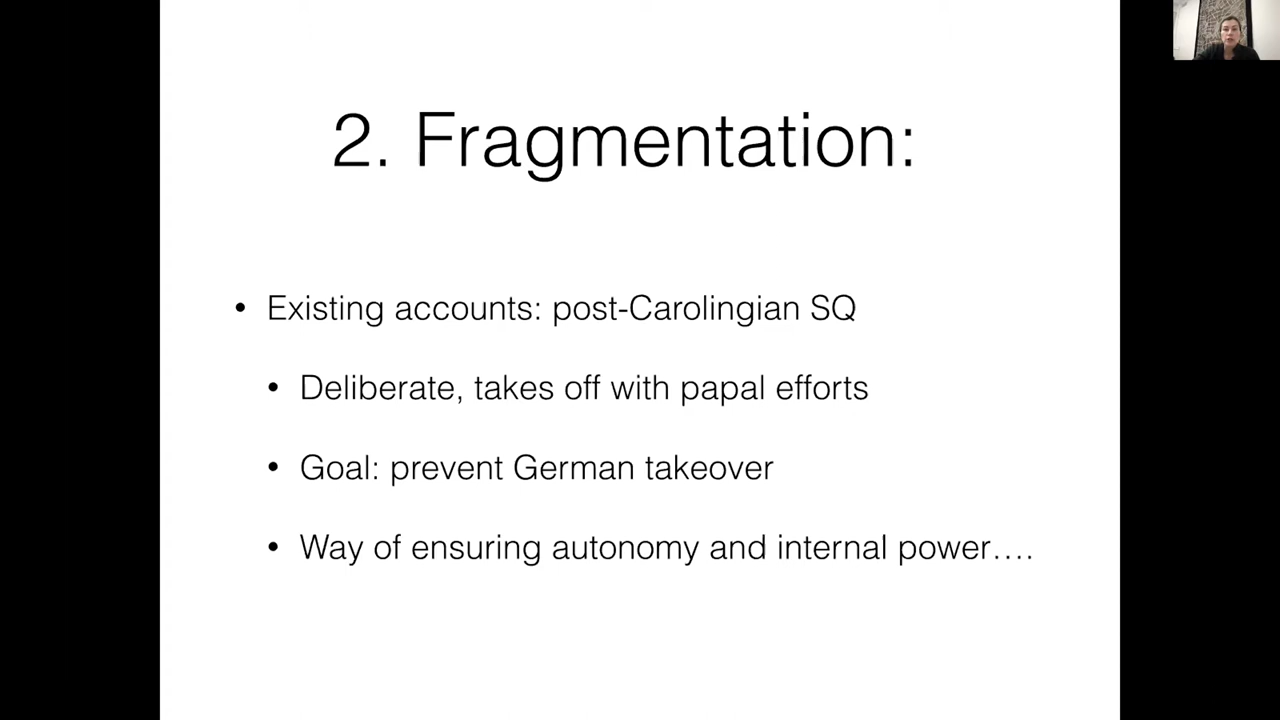 2. Fragmentation:
• Existing accounts: post-Carolingian SQ
• Deliberate, takes off with papal efforts
• Goal: prevent German takeover
• Way of ensuring autonomy and internal power….